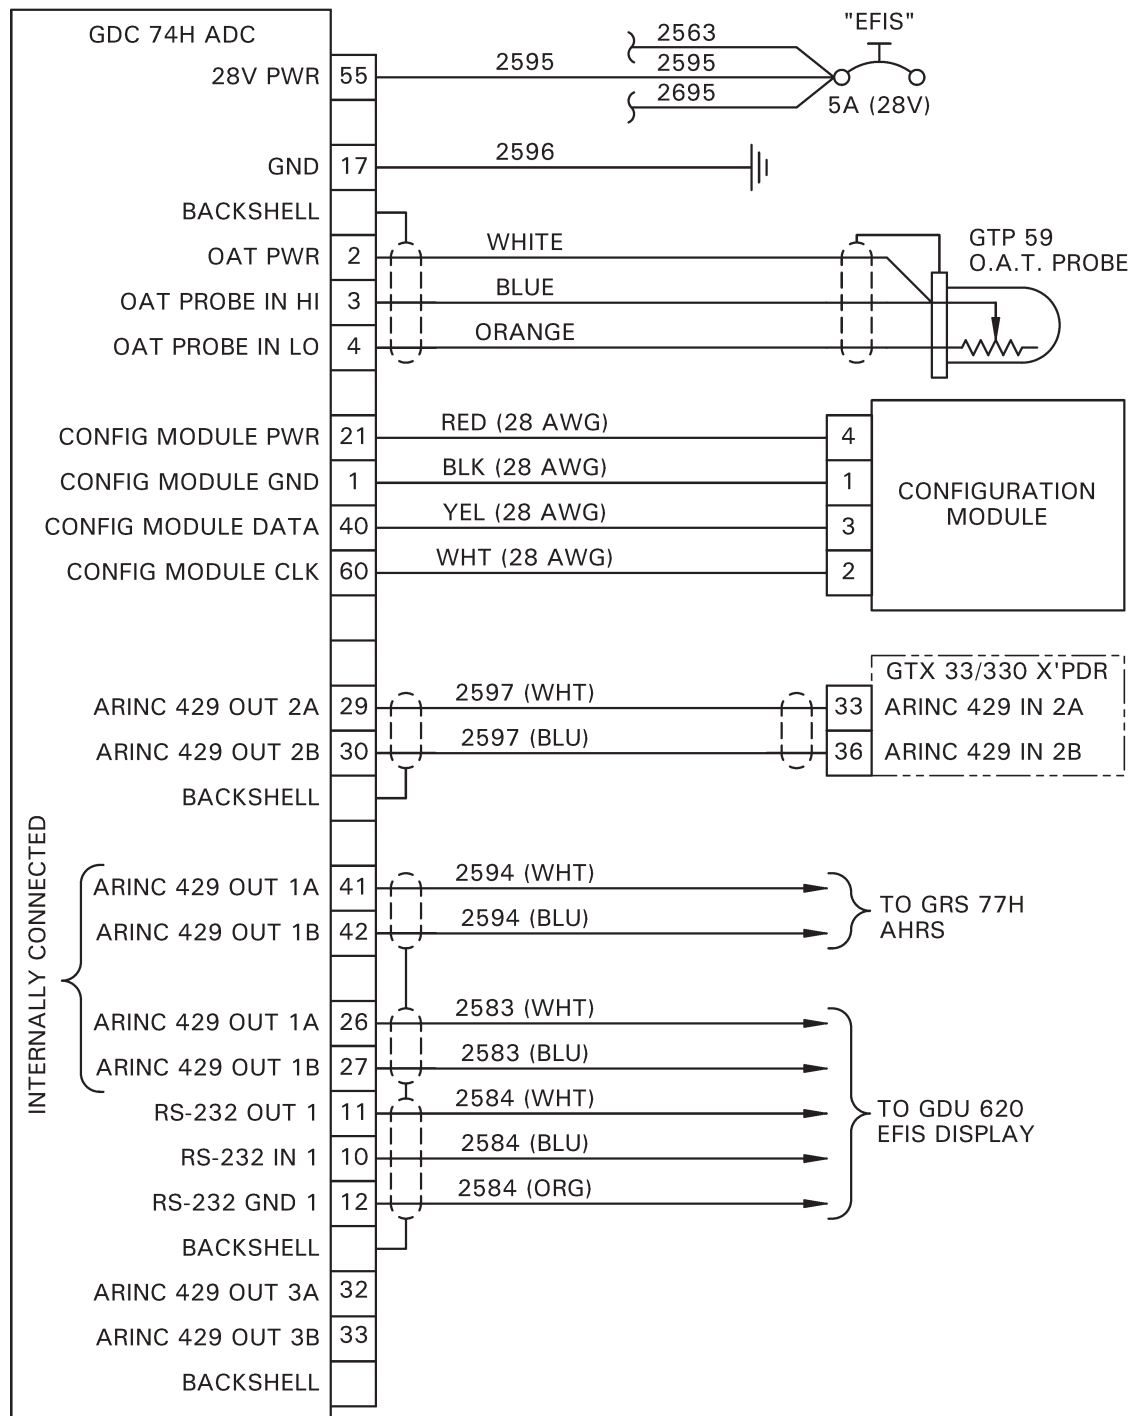 GDC 74H ADC
"EFIS"
2563
28V PWR 55 2595 2595
2695
5A (28V)
GND 17 2596
BACKSHELL
OAT PWR 2 WHITE
GTP 59
O.A.T. PROBE
OAT PROBE IN HI 3 BLUE
OAT PROBE IN LO 4 ORANGE
CONFIG MODULE PWR 21 RED (28 AWG) 4
CONFIG MODULE GND 1 BLK (28 AWG) 1
CONFIG MODULE DATA 40 YEL (28 AWG) 3
CONFIG MODULE CLK 60 WHT (28 AWG) 2
CONFIGURATION
MODULE
GTX 33/330 X'PDR
ARINC 429 OUT 2A 29 2597 (WHT) 33 ARINC 429 IN 2A
ARINC 429 OUT 2B 30 2597 (BLU) 36 ARINC 429 IN 2B
BACKSHELL
INTERNALLY CONNECTED
ARINC 429 OUT 1A 41 2594 (WHT)
ARINC 429 OUT 1B 42 2594 (BLU)
TO GRS 77H
AHRS
ARINC 429 OUT 1A 26 2583 (WHT)
ARINC 429 OUT 1B 27 2583 (BLU)
RS-232 OUT 1 11 2584 (WHT)
RS-232 IN 1 10 2584 (BLU)
RS-232 GND 1 12 2584 (ORG)
TO GDU 620
EFIS DISPLAY
BACKSHELL
ARINC 429 OUT 3A 32
ARINC 429 OUT 3B 33
BACKSHELL